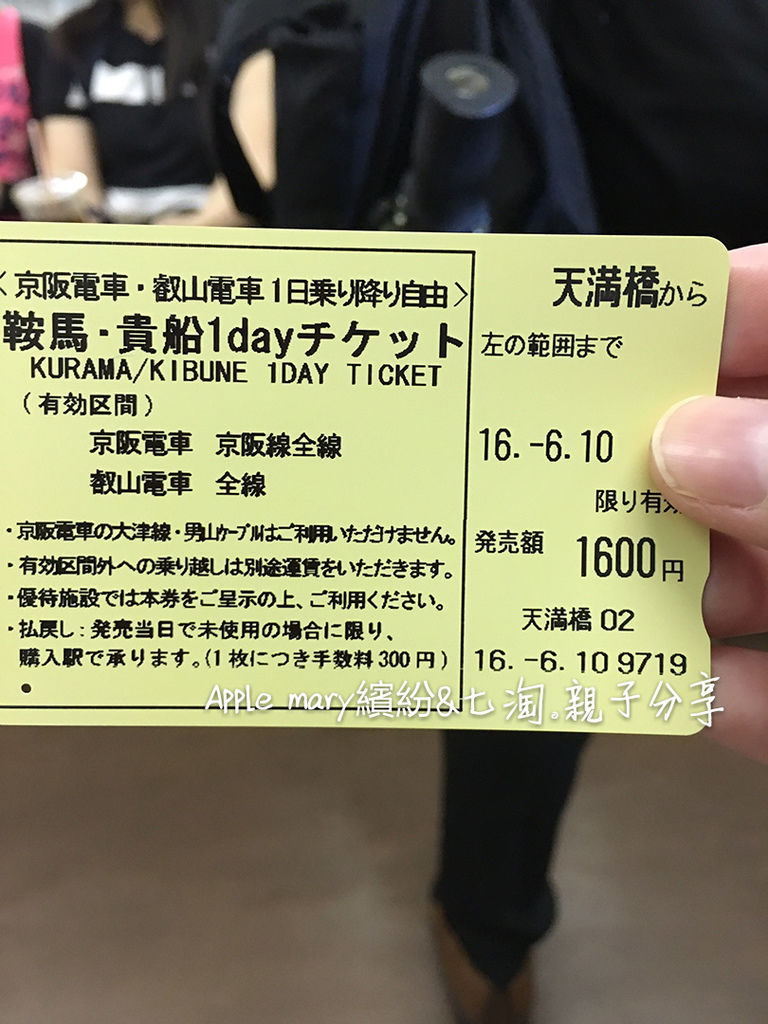 〈京阪電車・叡山電車1日乗り降り自由〉
鞍馬・貴船1dayチケット
KURAMA/KIBUNE 1DAY TICKET
(有効区間)
京阪電車 京阪線全線
叡山電車 全線
・京阪電車の大津線・男山ケーブルはご利用いただけません。
・有効区間外への乗り越しは別途運賃をいただきます。
・優待施設では本券をご呈示の上、ご利用ください。
・払戻し:発売当日で未使用の場合に限り、
購入駅で承ります。(1枚につき手数料300円)
天満橋から
左の範囲まで
16.-6.10
限り有効
発売額 1600円
天満橋 02
16.-6.10 9719
Apple mary繽紛&七淘.親子分享